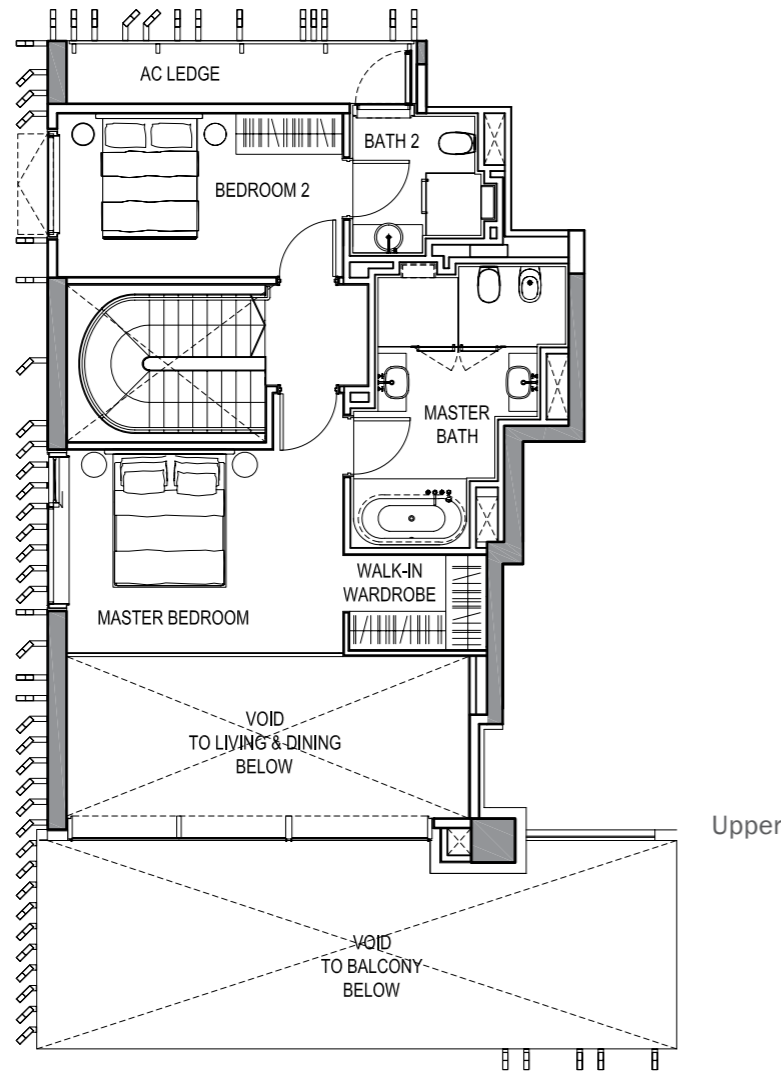 AC LEDGE
BATH 2
BEDROOM 2
MASTER
BATH
WALK-IN
WARDROBE
MASTER BEDROOM
VOID
TO LIVING & DINING
BELOW
Upper
VOID
TO BALCONY
BELOW